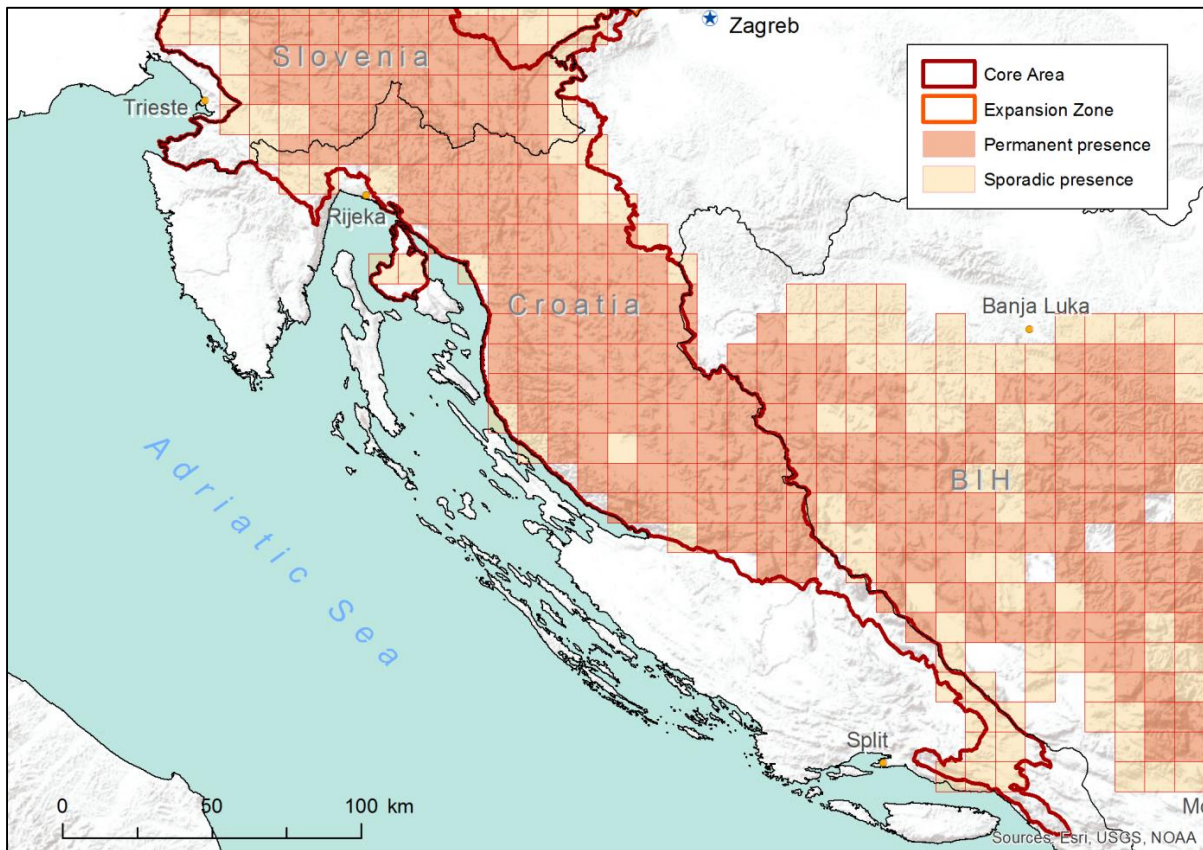 Zagreb
Slovenia
Core Area
Expansion Zone
Permanent presence
Sporadic presence
Trieste
Rijeka
Croatia
Banja Luka
Adriatic Sea
BIH
Split
0 50 100 km
Mo
Sources: Esri, USGS, NOAA